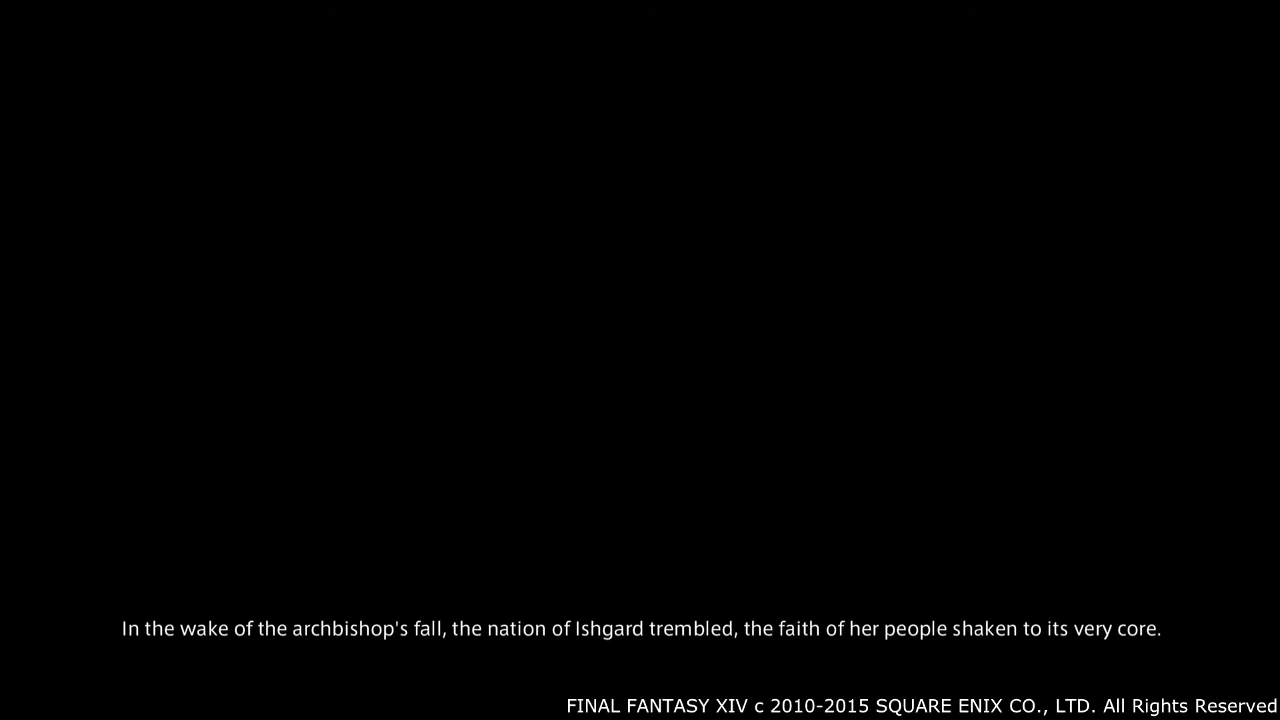 In the wake of the archbishop's fall, the nation of Ishgard trembled, the faith of her people shaken to its very core.
FINAL FANTASY XIV c 2010-2015 SQUARE ENIX CO., LTD. All Rights Reserved